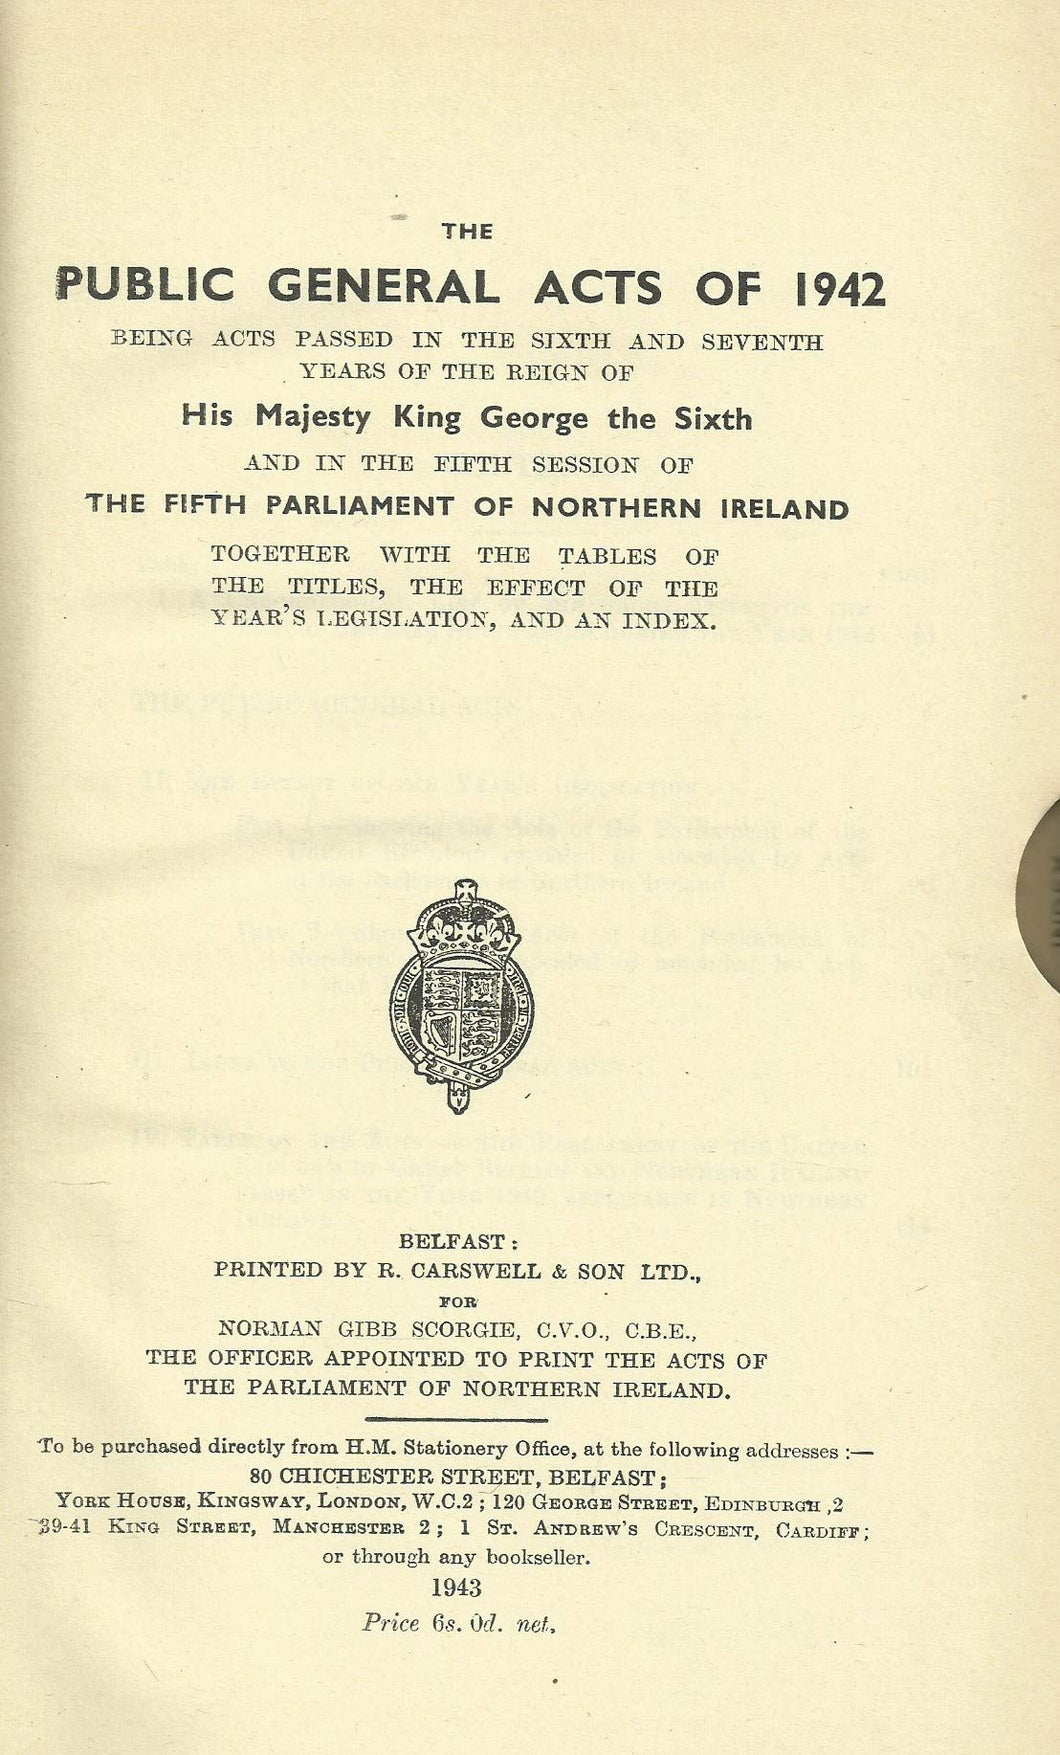 THE
PUBLIC GENERAL ACTS OF 1942
BEING ACTS PASSED IN THE SIXTH AND SEVENTH
YEARS OF THE REIGN OF
His Majesty King George the Sixth
AND IN THE FIFTH SESSION OF
THE FIFTH PARLIAMENT OF NORTHERN IRELAND
TOGETHER WITH THE TABLES OF
THE TITLES, THE EFFECT OF THE
YEAR'S LEGISLATION, AND AN INDEX.
BELFAST:
PRINTED BY R. CARSWELL & SON LTD.,
FOR
NORMAN GIBB SCORGIE, C.V.O., C.B.E.,
THE OFFICER APPOINTED TO PRINT THE ACTS OF
THE PARLIAMENT OF NORTHERN IRELAND.
To be purchased directly from H.M. Stationery Office, at the following addresses :—
80 CHICHESTER STREET, BELFAST;
YORK HOUSE, KINGSWAY, LONDON, W.C.2 ; 120 GEORGE STREET, EDINBURGH ,2
39-41 KING STREET, MANCHESTER 2 ; 1 ST. ANDREW'S CRESCENT, CARDIFF;
or through any bookseller.
1943
Price 6s. 0d. net.